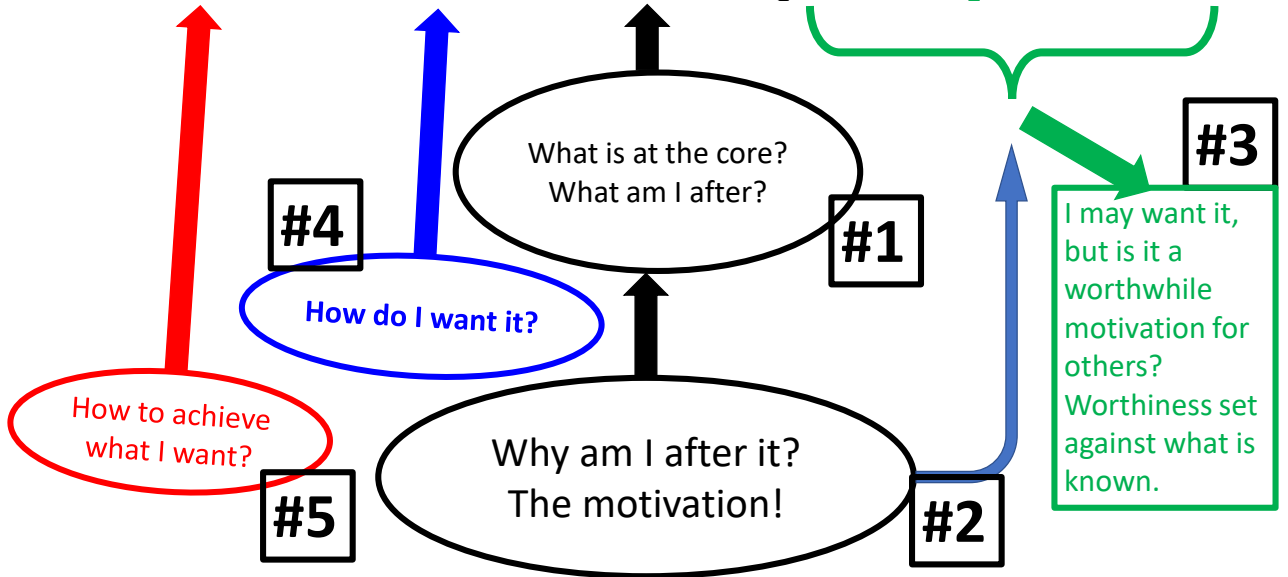 What is at the core?
What am I after?
#1
#3
I may want it,
but is it a
worthwhile
motivation for
others?
Worthiness set
against what is
known.
#4
How do I want it?
How to achieve
what I want?
#5
Why am I after it?
The motivation!
#2